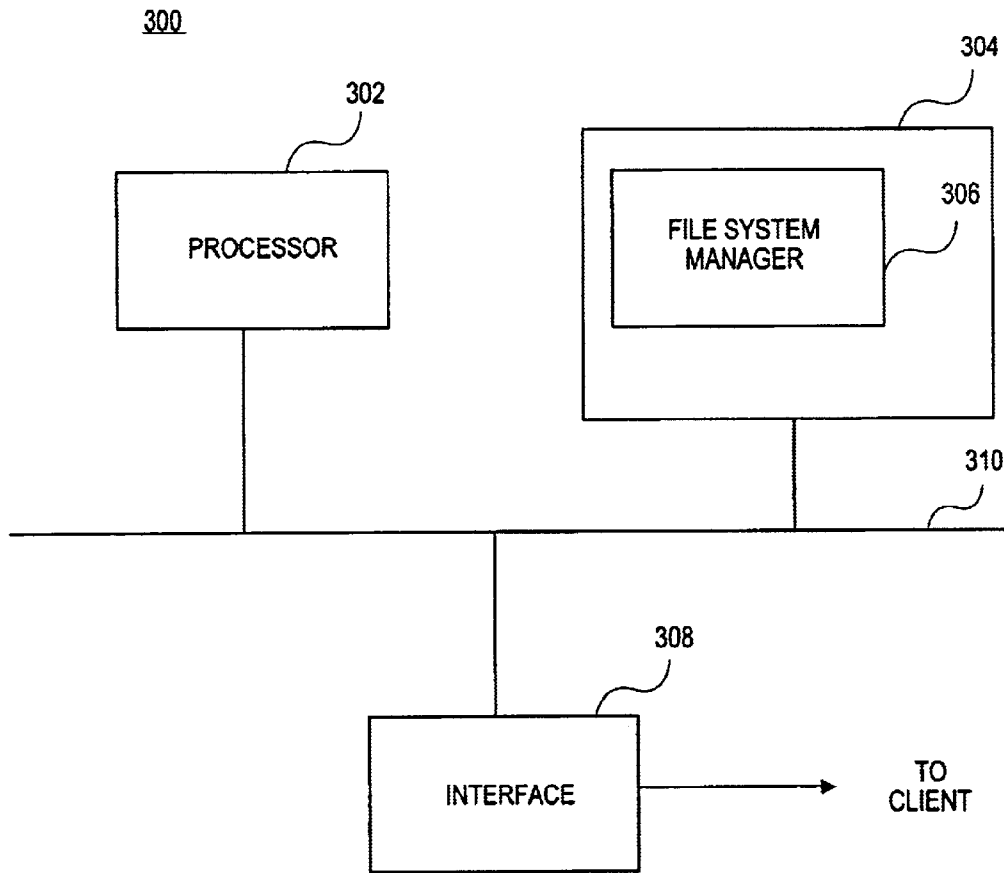 300
302
304
PROCESSOR
FILE SYSTEM
MANAGER
306
310
308
INTERFACE
TO
CLIENT